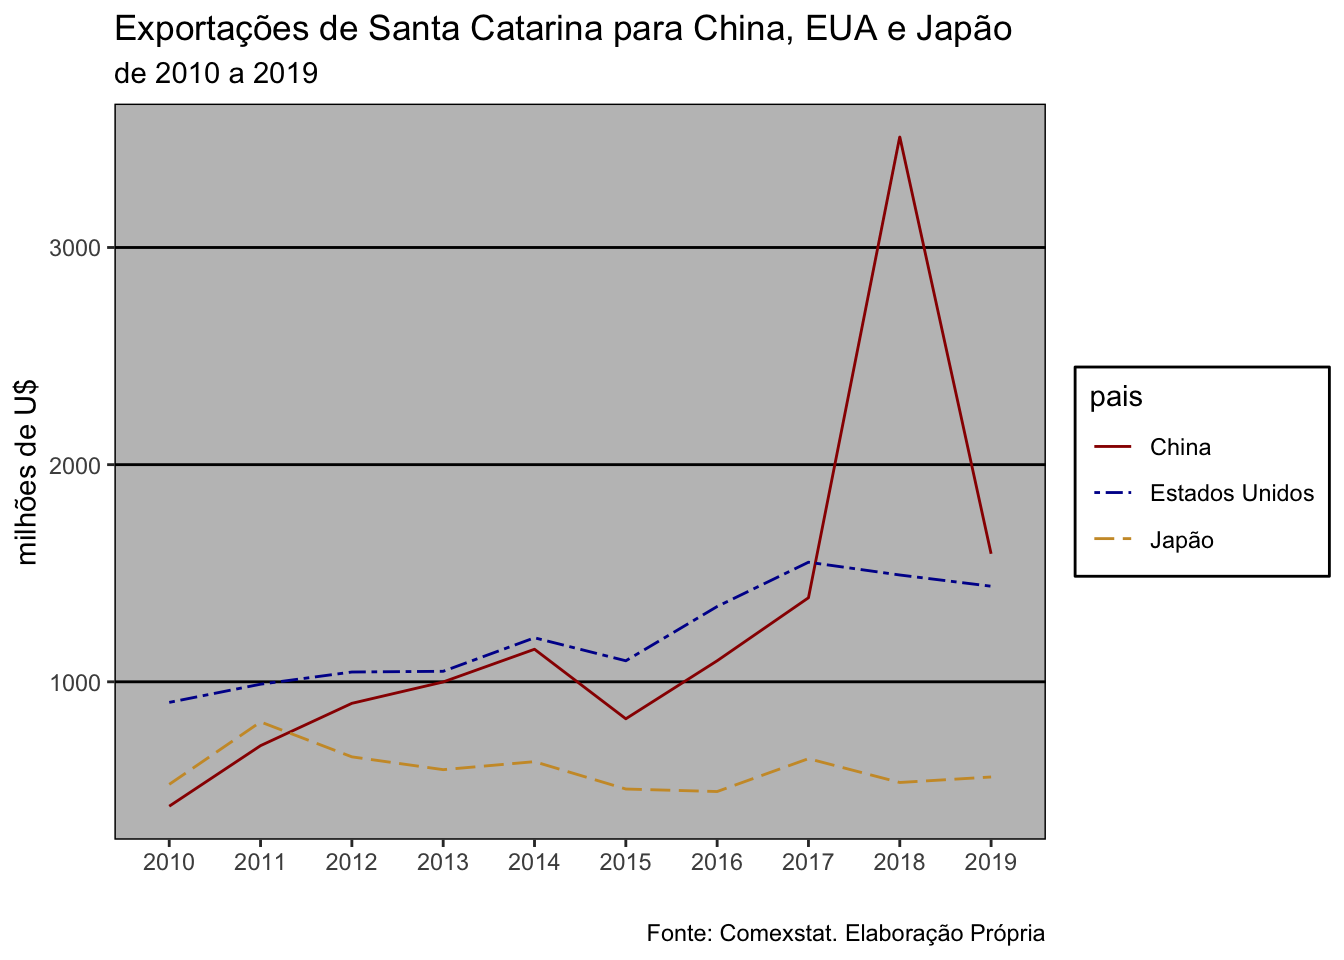 Exportações de Santa Catarina para China, EUA e Japão
de 2010 a 2019
milhões de U$
3000
2000
1000
2010 2011 2012 2013 2014 2015 2016 2017 2018 2019
pais
China
Estados Unidos
Japão
Fonte: Comexstat. Elaboração Própria